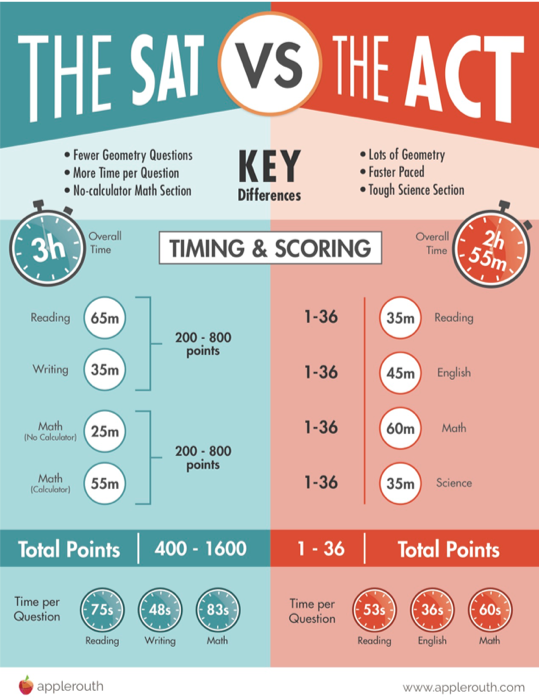 THE SAT VS THE ACT
• Fewer Geometry Questions
• More Time per Question
• No-calculator Math Section
KEY
Differences
• Lots of Geometry
• Faster Paced
• Tough Science Section
3h
Overall
Time
TIMING & SCORING
Overall
Time
2h
55m
Reading 65m
Writing 35m
200 - 800
points
Math
(No Calculator) 25m
Math
(Calculator) 55m
200 - 800
points
1-36 35m Reading
1-36 45m English
1-36 60m Math
1-36 35m Science
Total Points 400 - 1600
1 - 36 Total Points
Time per
Question
75s 48s 83s
Reading Writing Math
Time per
Question
53s 36s 60s
Reading English Math
applerouth
www.applerouth.com